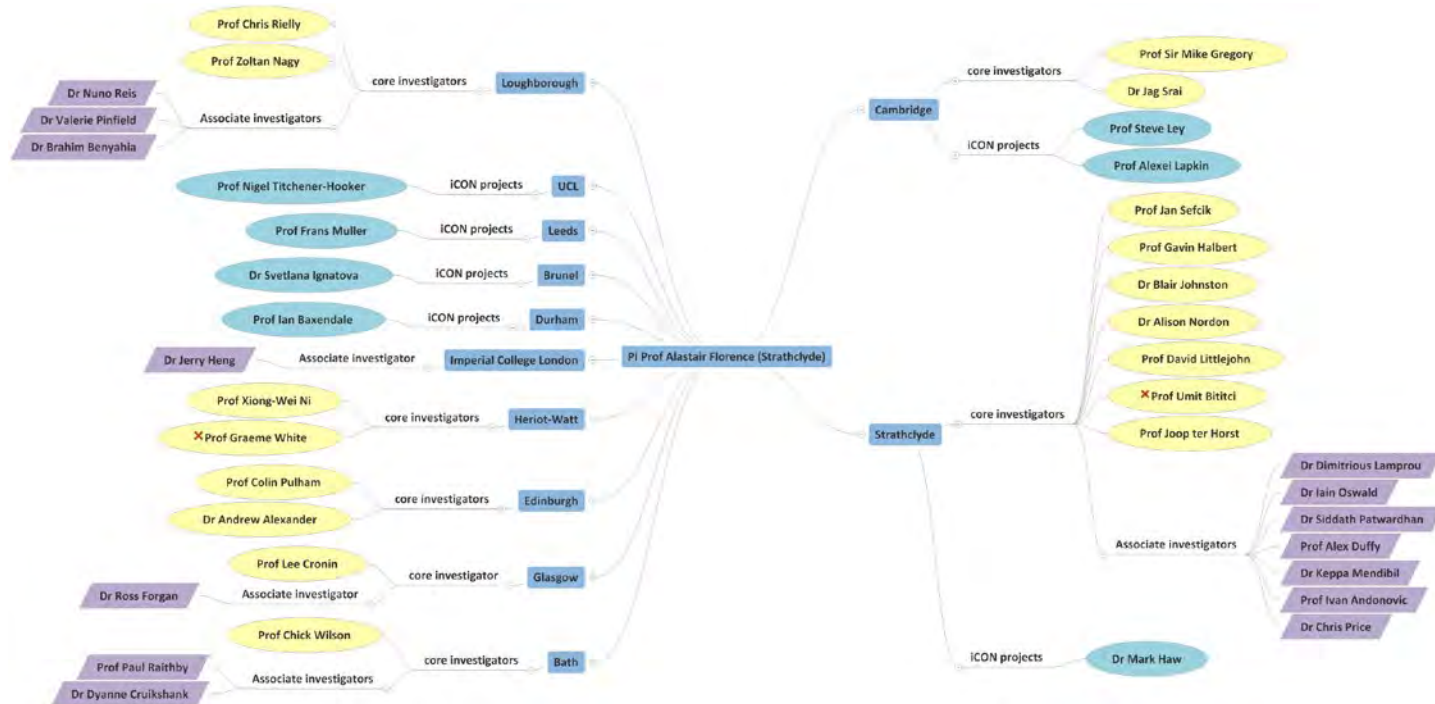 Prof Chris Rielly
Prof Zoltan Nagy
core investigators
Loughborough
Dr Nuno Reis
Dr Valerie Pinfield
Dr Brahim Benyahia
Associate investigators
Prof Nigel Titchener-Hooker
iCON projects
UCL
Prof Frans Muller
iCON projects
Leeds
Dr Svetlana Ignatova
iCON projects
Brunel
Prof Ian Baxendale
iCON projects
Durham
Dr Jerry Heng
Associate investigator
Imperial College London
Prof Xiong-Wei Ni
Prof Graeme White
core investigators
Heriot-Watt
Prof Colin Pulham
Dr Andrew Alexander
core investigators
Edinburgh
Prof Lee Cronin
core investigator
Glasgow
Dr Ross Forgan
Associate investigator
Prof Chick Wilson
core investigators
Bath
Prof Paul Raithby
Dr Dyanne Cruikshank
Associate investigators
PI Prof Alastair Florence (Strathclyde)
Cambridge
core investigators
Prof Sir Mike Gregory
Dr Jag Srai
iCON projects
Prof Steve Ley
Prof Alexei Lapkin
Strathclyde
core investigators
Prof Jan Sefcik
Prof Gavin Halbert
Dr Blair Johnston
Dr Alison Nordon
Prof David Littlejohn
Prof Umit Bititci
Prof Joop ter Horst
Associate investigators
Dr Dimitrious Lamprou
Dr Iain Oswald
Dr Siddath Patwardhan
Prof Alex Duffy
Dr Keppa Mendibil
Prof Ivan Andonovic
Dr Chris Price
iCON projects
Dr Mark Haw